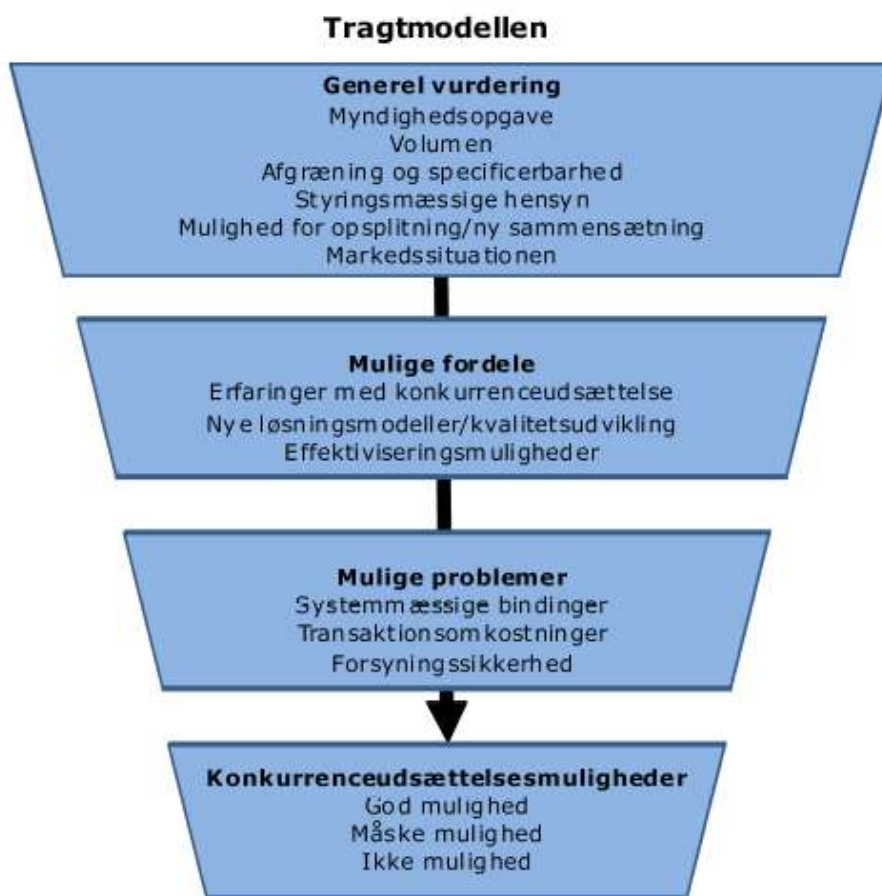 Tragtmodellen
Generel vurdering
Myndighedsopgave
Volumen
Afgræning og specificerbarhed
Styringsmæssige hensyn
Mulighed for opsplitning/ny sammensætning
Markedssituationen
Mulige fordele
Erfaringer med konkurrenceudsættelse
Nye løsningsmodeller/kvalitetsudvikling
Effektiviseringsmuligheder
Mulige problemer
Systemmæssige bindinger
Transaktionsomkostninger
Forsyningssikkerhed
Konkurrenceudsættelsesmuligheder
God mulighed
Måske mulighed
Ikke mulighed